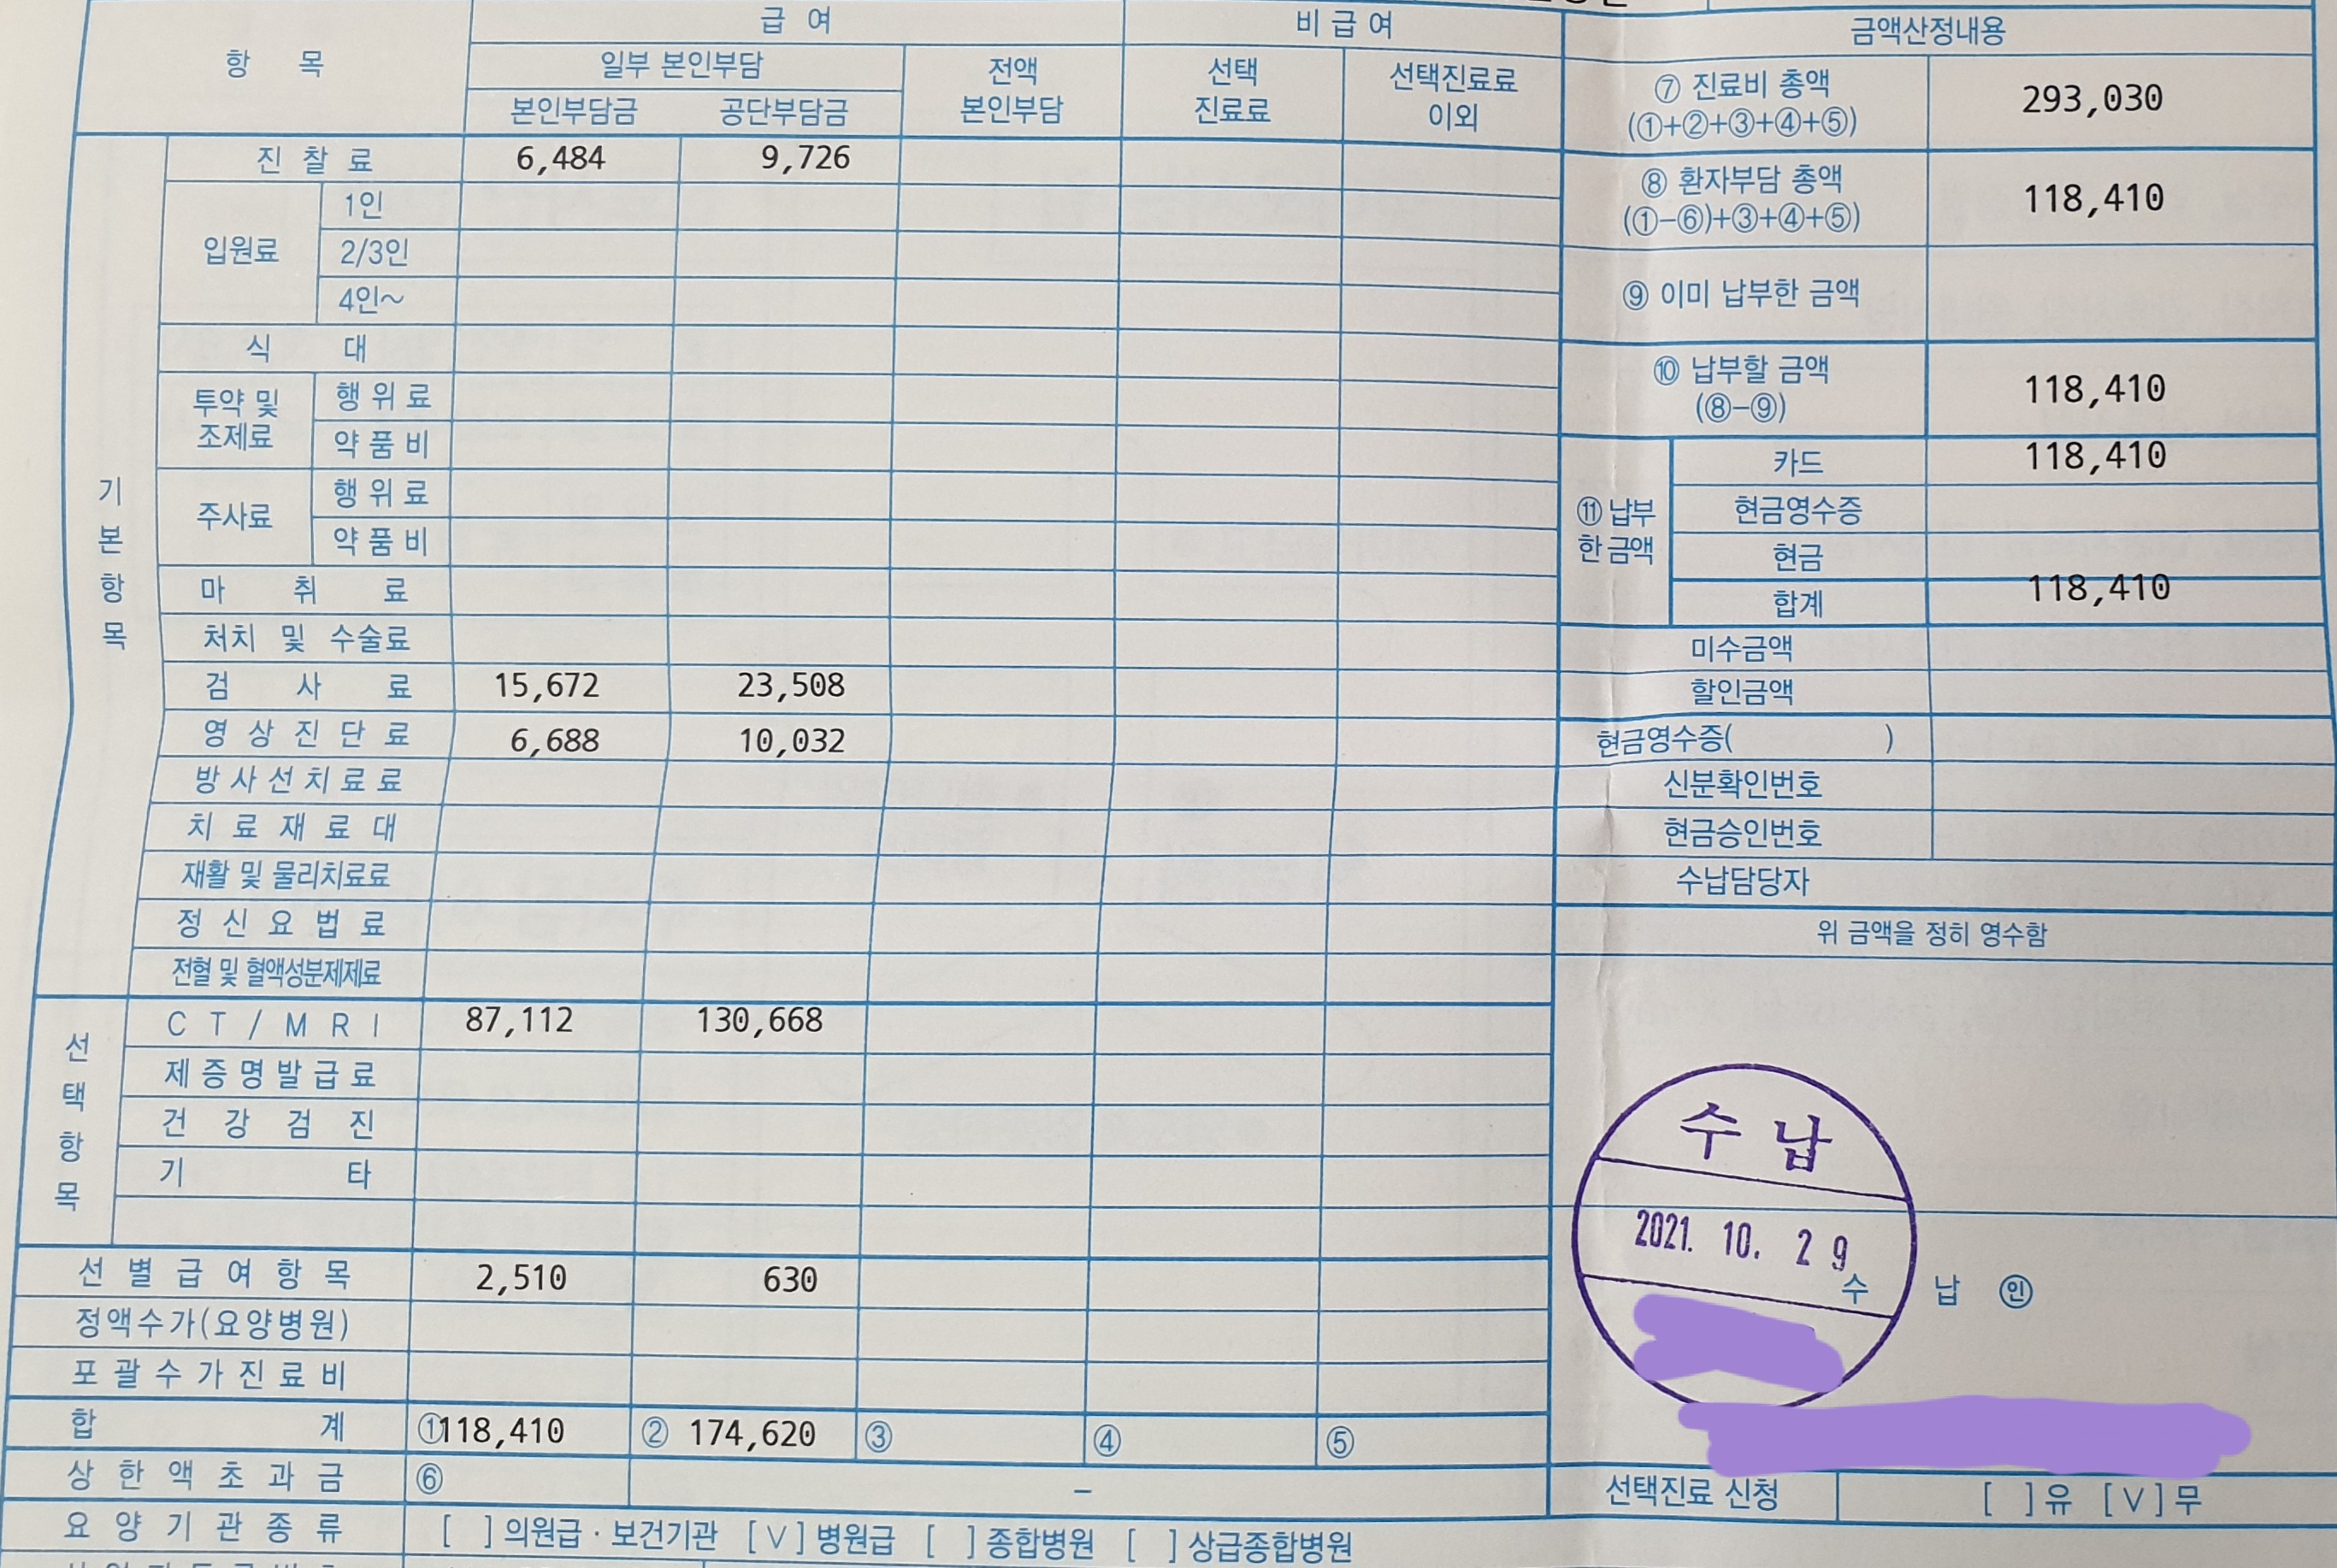 항 목 급 여 비 급 여 금액산정내용
일부 본인부담 전액 본인부담 선택 진료료 선택진료료 이외
본인부담금 공단부담금
⑦ 진료비 총액 293,030
(①+②+③+④+⑤)
기본항목
진 찰 료 6,484 9,726
⑧ 환자부담 총액 118,410
(①-⑥)+③+④+⑤)
입원료 1인
2/3인
4인~
⑨ 이미 납부한 금액
식 대
⑩ 납부할 금액 118,410
(⑧-⑨)
투약 및 조제료 행 위 료
약 품 비
⑪ 납부한 금액 카드 118,410
주사료 행 위 료 현금영수증
약 품 비 현금
마 취 료 합계 118,410
처치 및 수술료 미수금액
검 사 료 15,672 23,508 할인금액
영 상 진 단 료 6,688 10,032 현금영수증( )
방 사 선 치 료 료 신분확인번호
치 료 재 료 대 현금승인번호
재활 및 물리치료료 수납담당자
정 신 요 법 료 위 금액을 정히 영수함
전혈 및 혈액성분제제료
선택항목
C T / M R I 87,112 130,668
제 증 명 발 급 료
건 강 검 진
기 타
수 납
2021. 10. 29
수 납 ㊞
선 별 급 여 항 목 2,510 630
정액수가(요양병원)
포 괄 수 가 진 료 비
합 계 ①118,410 ② 174,620 ③ ④ ⑤
상 한 액 초 과 금 ⑥ –
선택진료 신청 [ ]유 [V]무
요 양 기 관 종 류 [ ]의원급·보건기관 [V]병원급 [ ]종합병원 [ ]상급종합병원